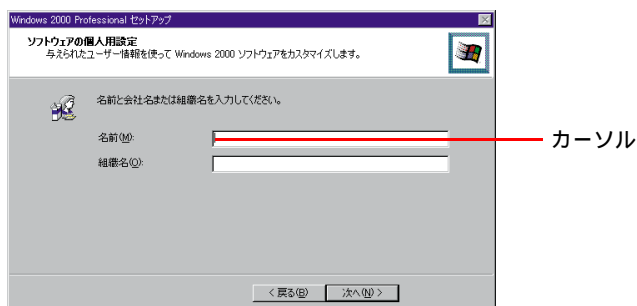 Windows 2000 Professional セットアップ
ソフトウェアの個人用設定
与えられたユーザー情報を使って Windows 2000 ソフトウェアをカスタマイズします。
名前と会社名または組織名を入力してください。
名前(M):
カーソル
組織名(O):
< 戻る(B)
次へ(N) >